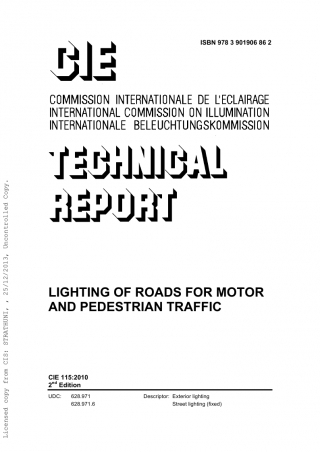 ISBN 978 3 901906 86 2
CIE
COMMISSION INTERNATIONALE DE L'ECLAIRAGE
INTERNATIONAL COMMISSION ON ILLUMINATION
INTERNATIONALE BELEUCHTUNGSKOMMISSION
TECHNICAL
REPORT
LIGHTING OF ROADS FOR MOTOR
AND PEDESTRIAN TRAFFIC
CIE 115:2010
2nd Edition
UDC: 628.971 Descriptor: Exterior lighting
628.971.6 Street lighting (fixed)
Licensed copy from CIS: STRATHUNI, , 25/12/2013, Uncontrolled Copy.